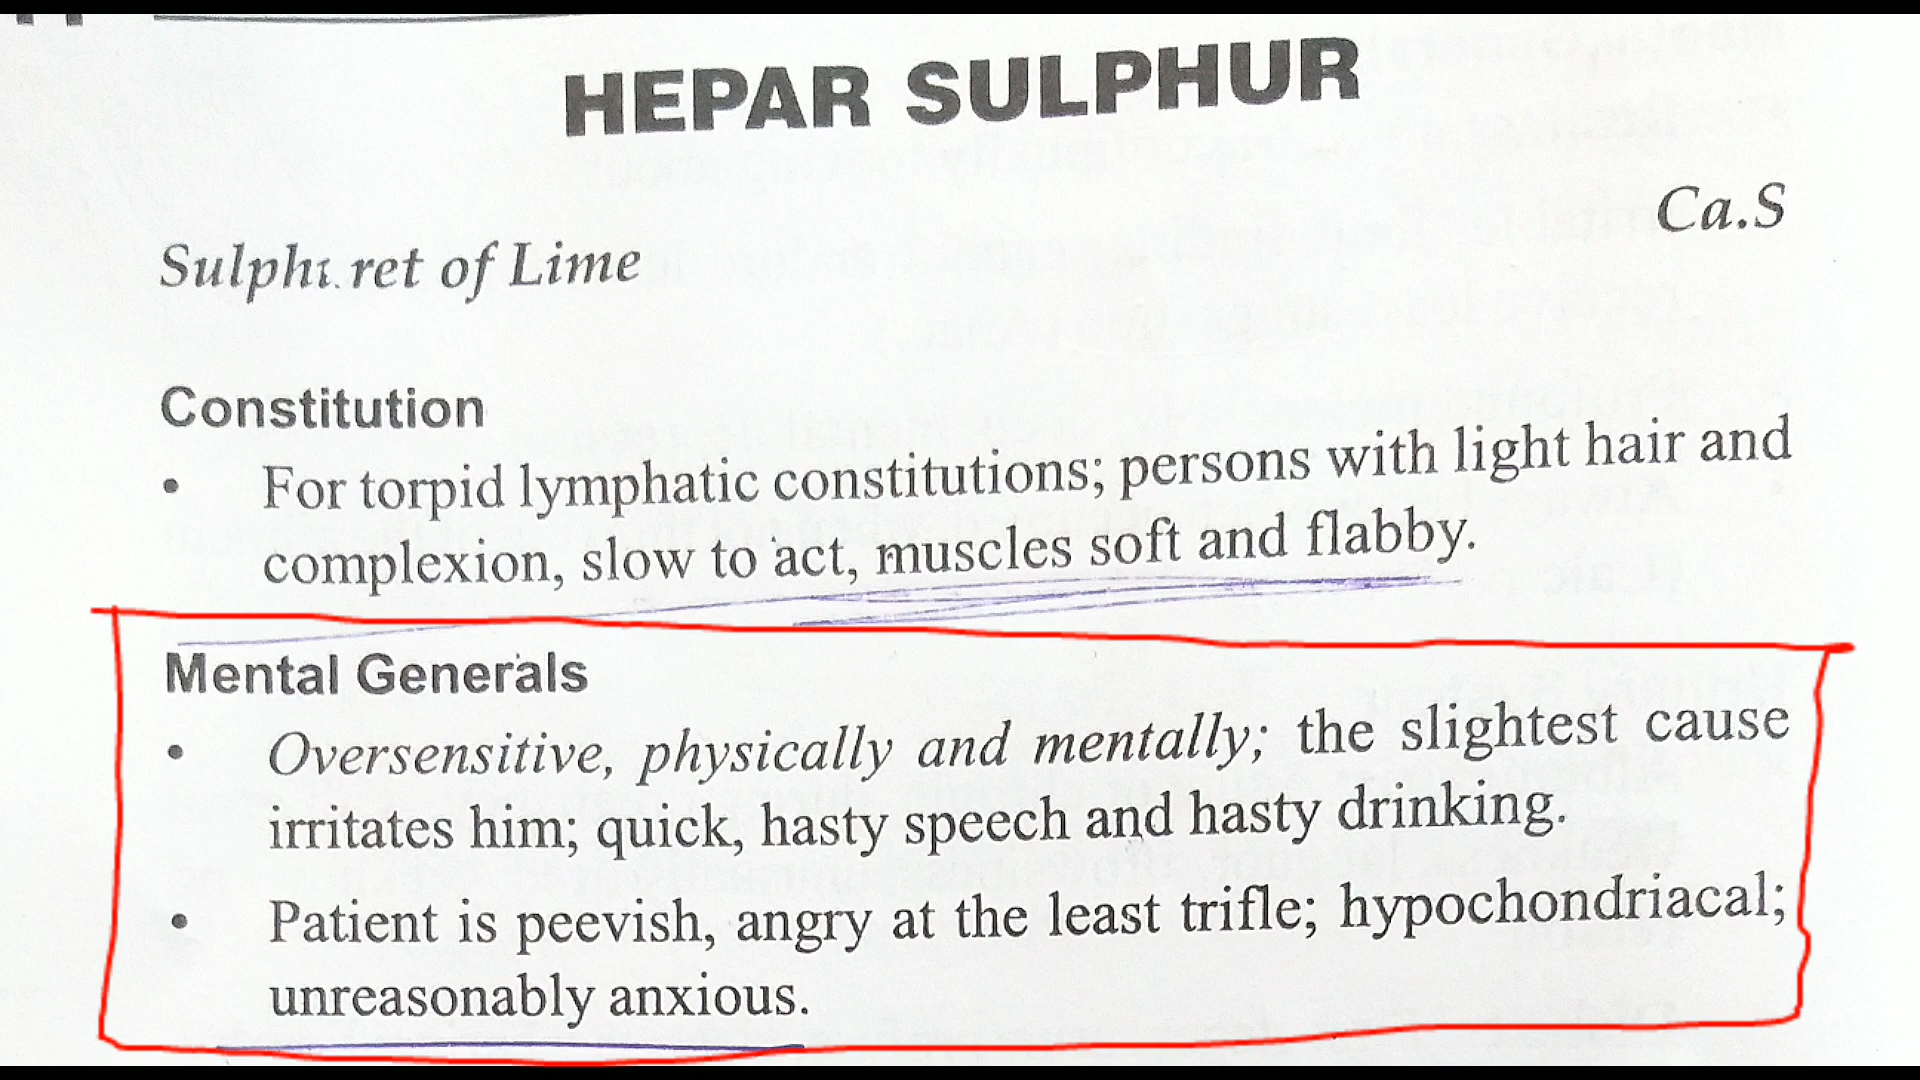 HEPAR SULPHUR
Ca.S
of Lime
Constitution
• For torpid lymphatic constitutions; persons with light hair and
complexion, slow to act, muscles soft and flabby.
Mental Generals
• Oversensitive, physically and mentally; the slightest cause
irritates him; quick, hasty speech and hasty drinking.
• Patient is peevish, angry at the least trifle; hypochondriacal;
unreasonably anxious.